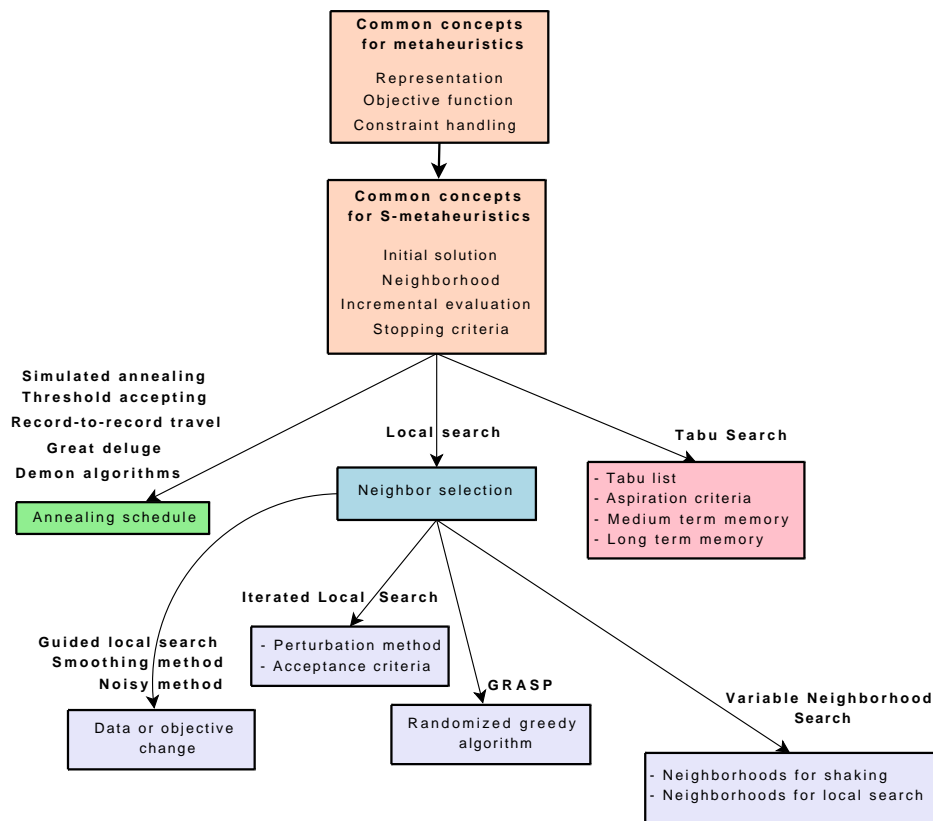 Common concepts
for metaheuristics
Representation
Objective function
Constraint handling
Common concepts
for S-metaheuristics
Initial solution
Neighborhood
Incremental evaluation
Stopping criteria
Simulated annealing
Threshold accepting
Record-to-record travel
Great deluge
Demon algorithms
Annealing schedule
Local search
Neighbor selection
Tabu Search
- Tabu list
- Aspiration criteria
- Medium term memory
- Long term memory
Guided local search
Smoothing method
Noisy method
Data or objective
change
Iterated Local Search
- Perturbation method
- Acceptance criteria
GRASP
Randomized greedy
algorithm
Variable Neighborhood
Search
- Neighborhoods for shaking
- Neighborhoods for local search